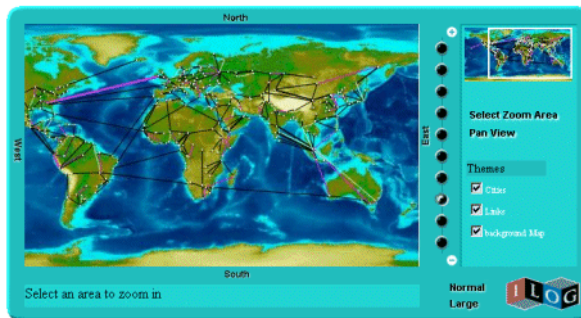 North
West
East
South
Select an area to zoom in
Select Zoom Area
Pan View
Themes
Cities
Links
background Map
Normal
Large
ILOG